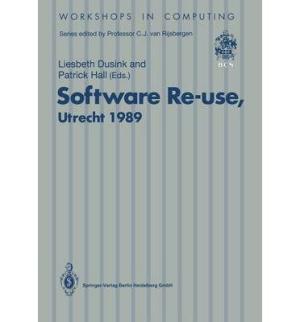 WORKSHOPS IN COMPUTING
Series edited by Professor C.J. van Rijsbergen
Liesbeth Dusink and
Patrick Hall (Eds.)
BCS
Software Re-use,
Utrecht 1989
Springer-Verlag Berlin Heidelberg GmbH